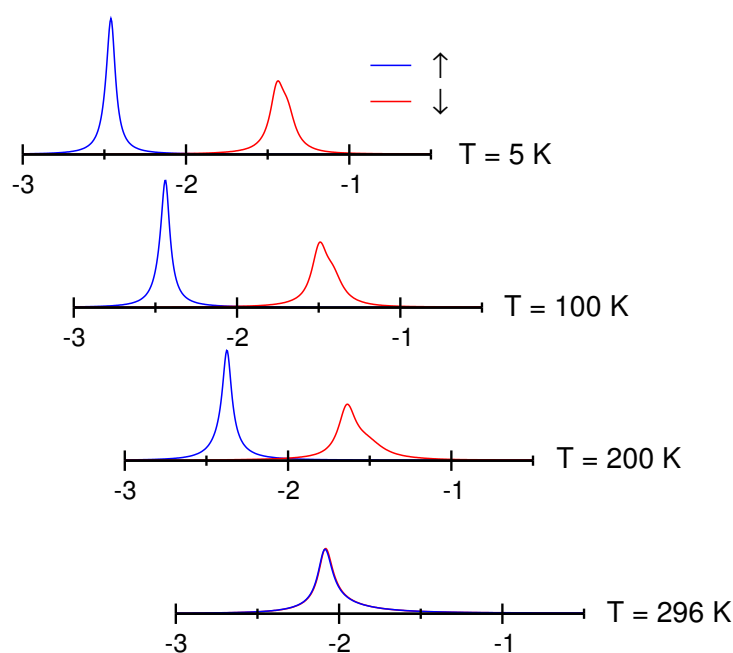 ↑
↓
T = 5 K
-3 -2 -1
T = 100 K
-3 -2 -1
T = 200 K
-3 -2 -1
T = 296 K
-3 -2 -1